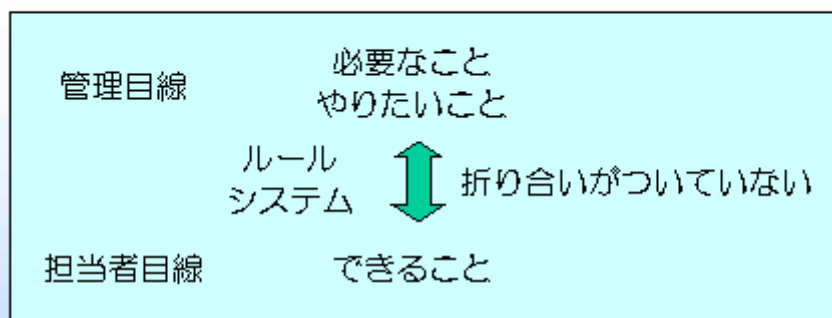 必要なこと
管理目線
やりたいこと
ルール
システム
折り合いがついていない
担当者目線
できること